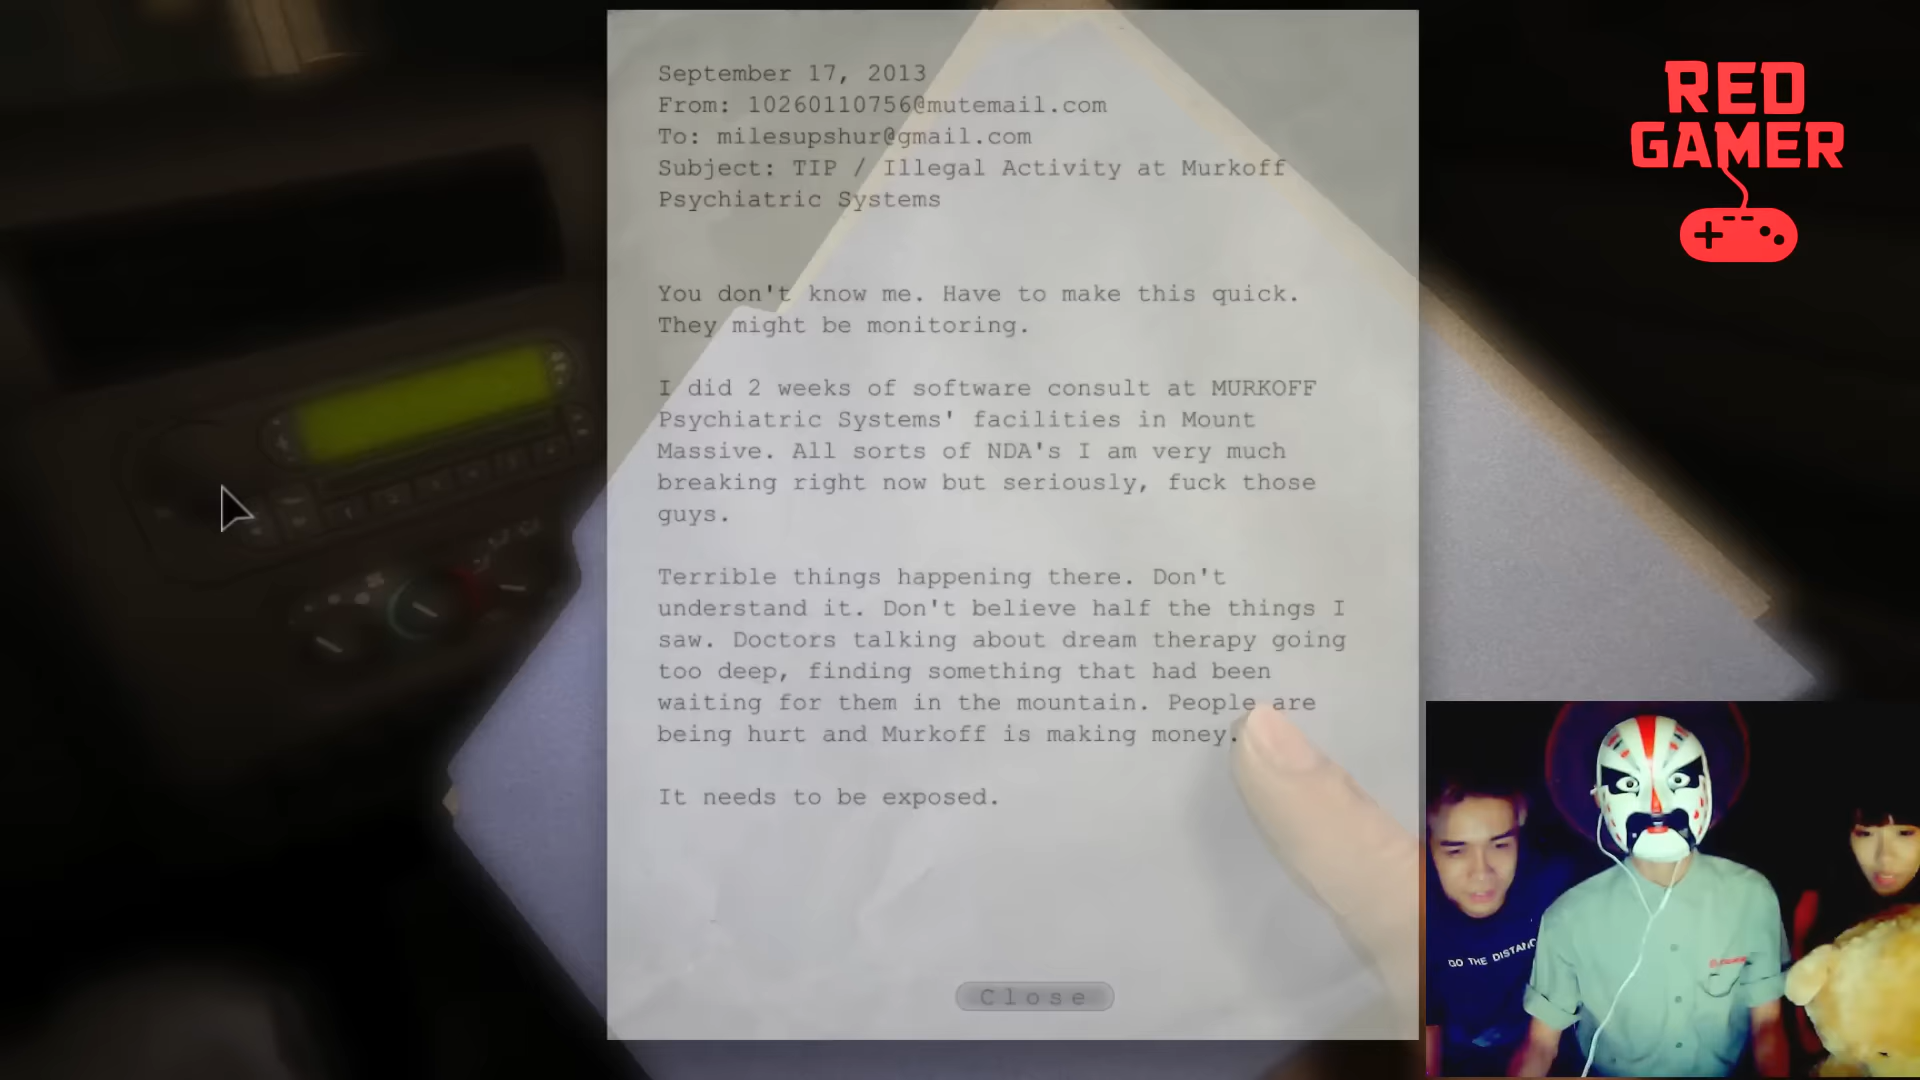 September 17, 2013
From: 10260110756@mutemail.com
To: milesupshur@gmail.com
Subject: TIP / Illegal Activity at Murkoff
Psychiatric Systems
You don't know me. Have to make this quick.
They might be monitoring.
I did 2 weeks of software consult at MURKOFF
Psychiatric Systems' facilities in Mount
Massive. All sorts of NDA's I am very much
breaking right now but seriously, fuck those
guys.
Terrible things happening there. Don't
understand it. Don't believe half the things I
saw. Doctors talking about dream therapy going
too deep, finding something that had been
waiting for them in the mountain. People are
being hurt and Murkoff is making money.
It needs to be exposed.
Close
RED
GAMER
GO THE DISTANC